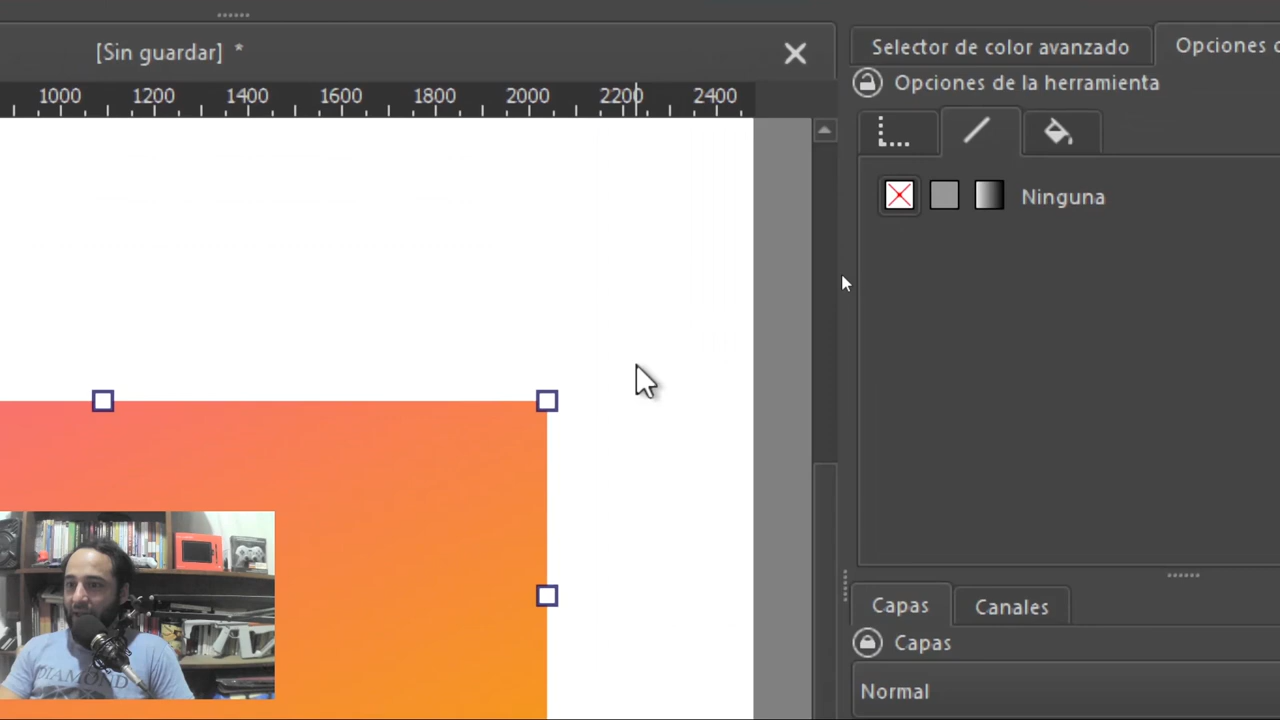 [Sin guardar] *
Selector de color avanzado
Opciones
Opciones de la herramienta
1000 1200 1400 1600 1800 2000 2200 2400
Ninguna
Capas
Canales
Capas
Normal
DIAMOND